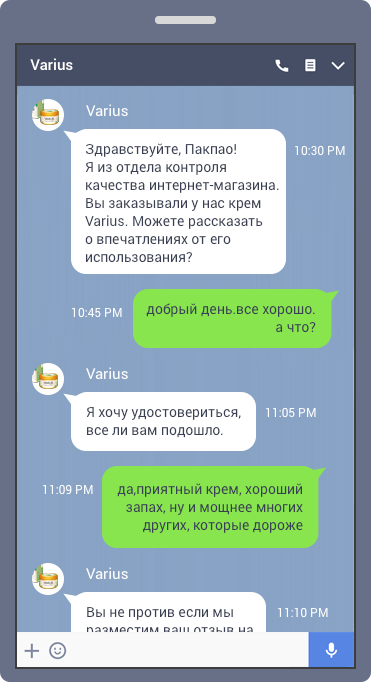 Varius
Varius
Здравствуйте, Пакпао!
Я из отдела контроля
качества интернет-магазина.
Вы заказывали у нас крем
Varius. Можете рассказать
о впечатлениях от его
использования?
10:30 PM
добрый день.все хорошо.
а что?
10:45 PM
Varius
Я хочу удостовериться,
все ли вам подошло.
11:05 PM
да,приятный крем, хороший
запах, ну и мощнее многих
других, которые дороже
11:09 PM
Varius
Вы не против если мы
разместим ваш отзыв на
11:10 PM